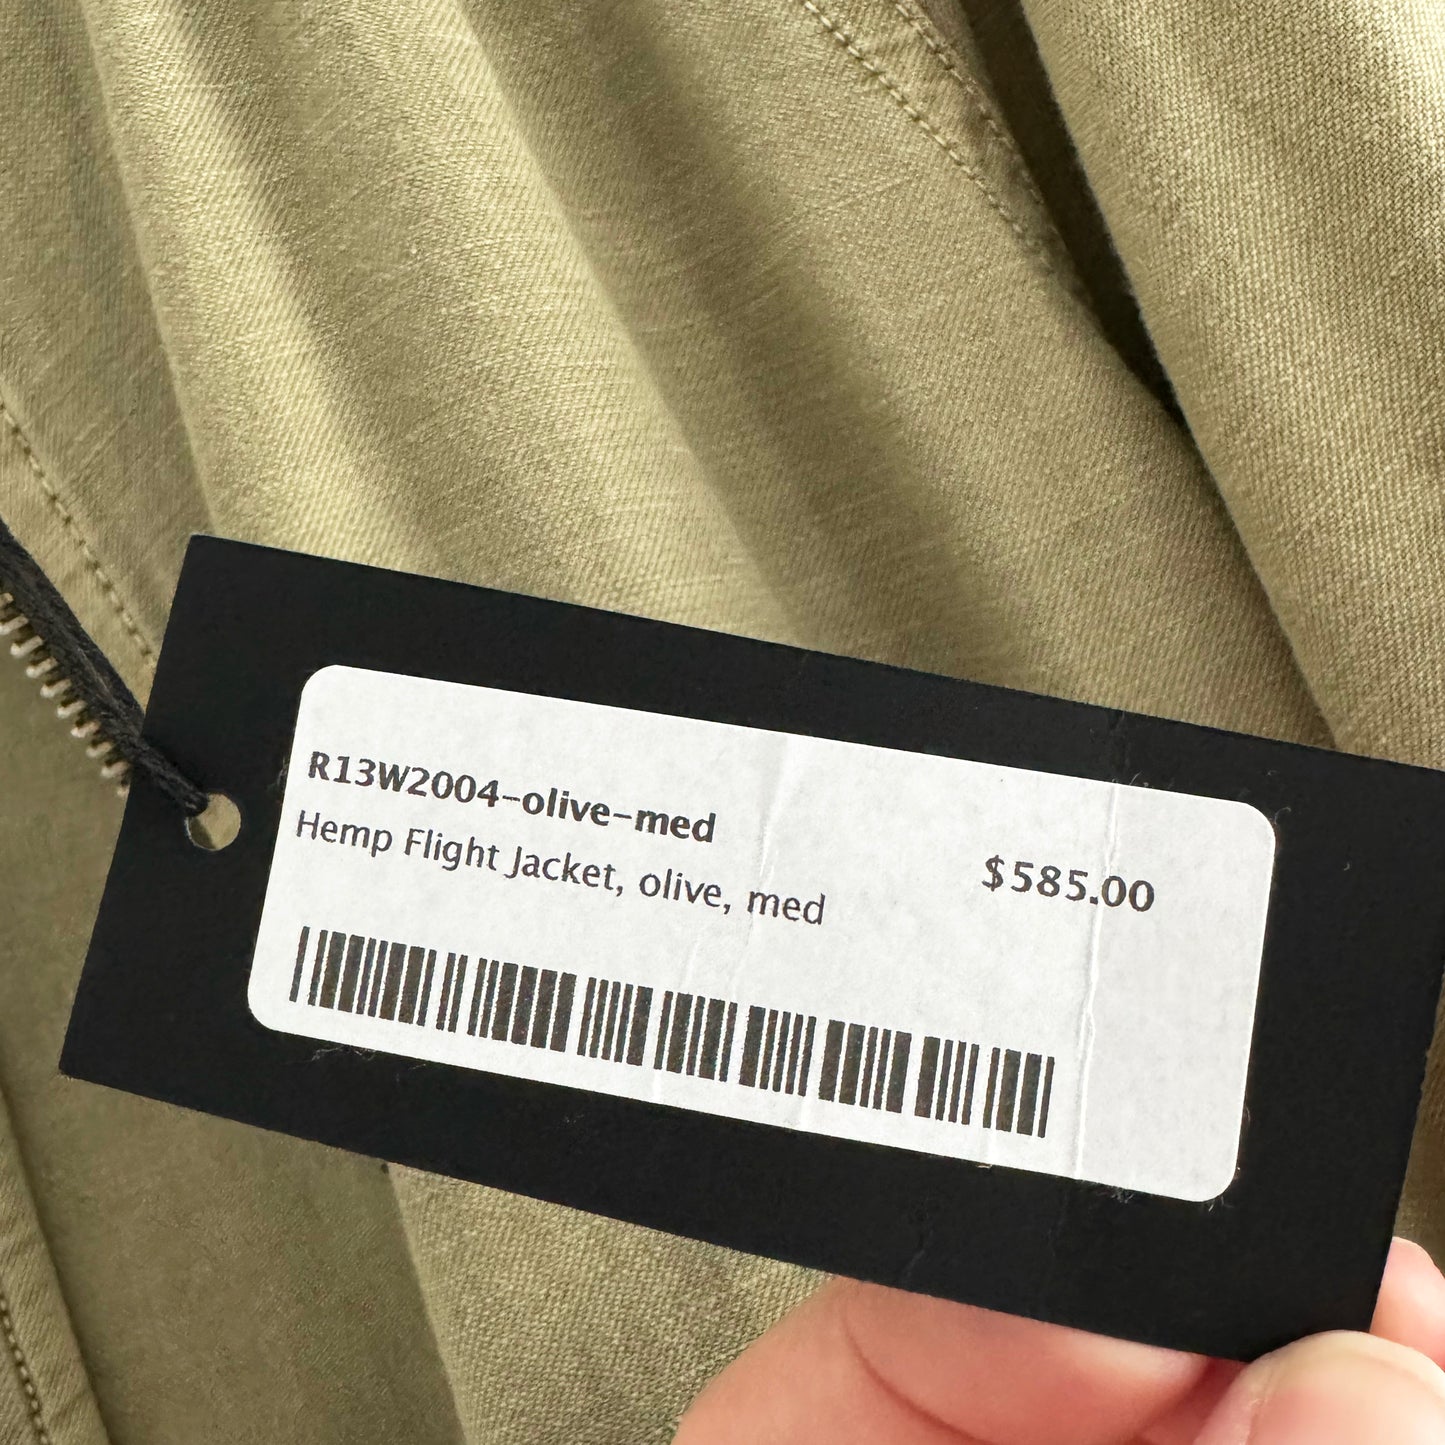 R13W2004-olive-med
Hemp Flight Jacket, olive, med
$585.00